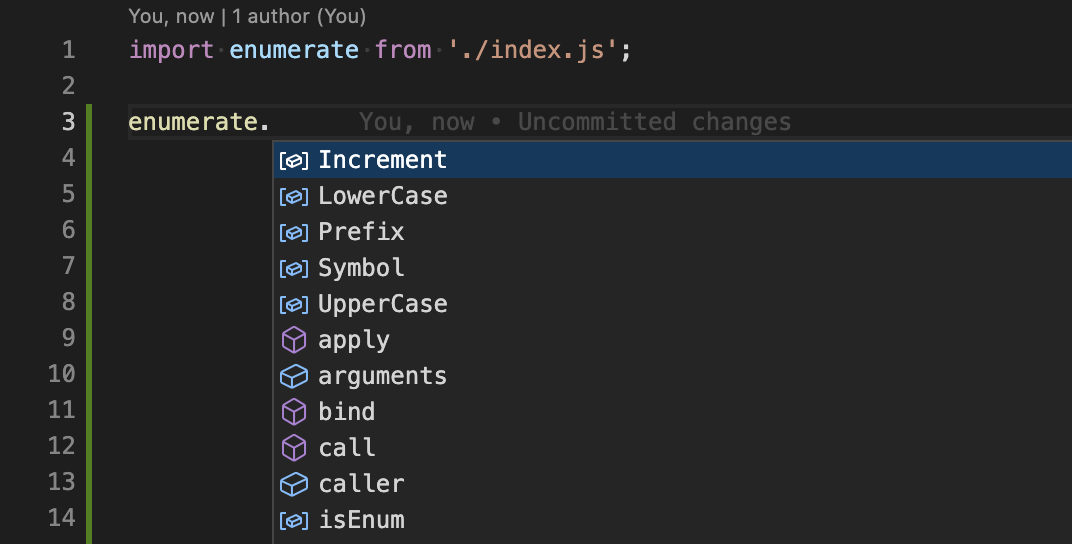 You, now | 1 author (You)
1 import enumerate from './index.js';
2
3 enumerate. You, now • Uncommitted changes
4 Increment
5 LowerCase
6 Prefix
7 Symbol
8 UpperCase
9 apply
10 arguments
11 bind
12 call
13 caller
14 isEnum